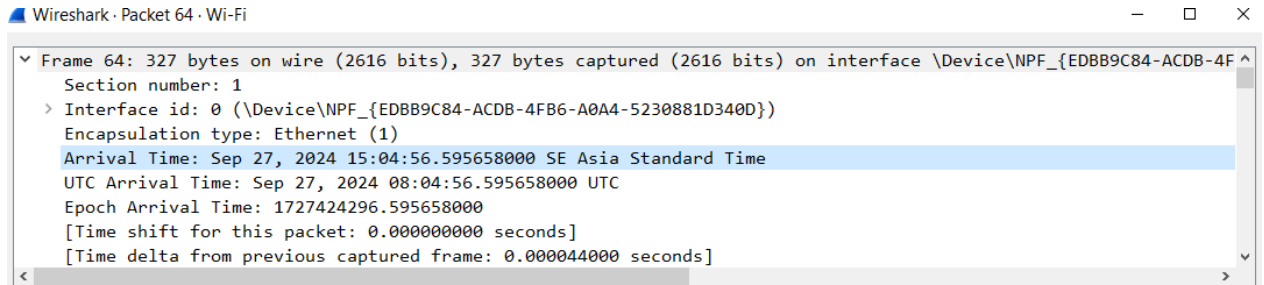 Wireshark · Packet 64 · Wi-Fi
Frame 64: 327 bytes on wire (2616 bits), 327 bytes captured (2616 bits) on interface \Device\NPF_{EDBB9C84-ACDB-4F
Section number: 1
Interface id: 0 (\Device\NPF_{EDBB9C84-ACDB-4FB6-A0A4-5230881D340D})
Encapsulation type: Ethernet (1)
Arrival Time: Sep 27, 2024 15:04:56.595658000 SE Asia Standard Time
UTC Arrival Time: Sep 27, 2024 08:04:56.595658000 UTC
Epoch Arrival Time: 1727424296.595658000
[Time shift for this packet: 0.000000000 seconds]
[Time delta from previous captured frame: 0.000044000 seconds]